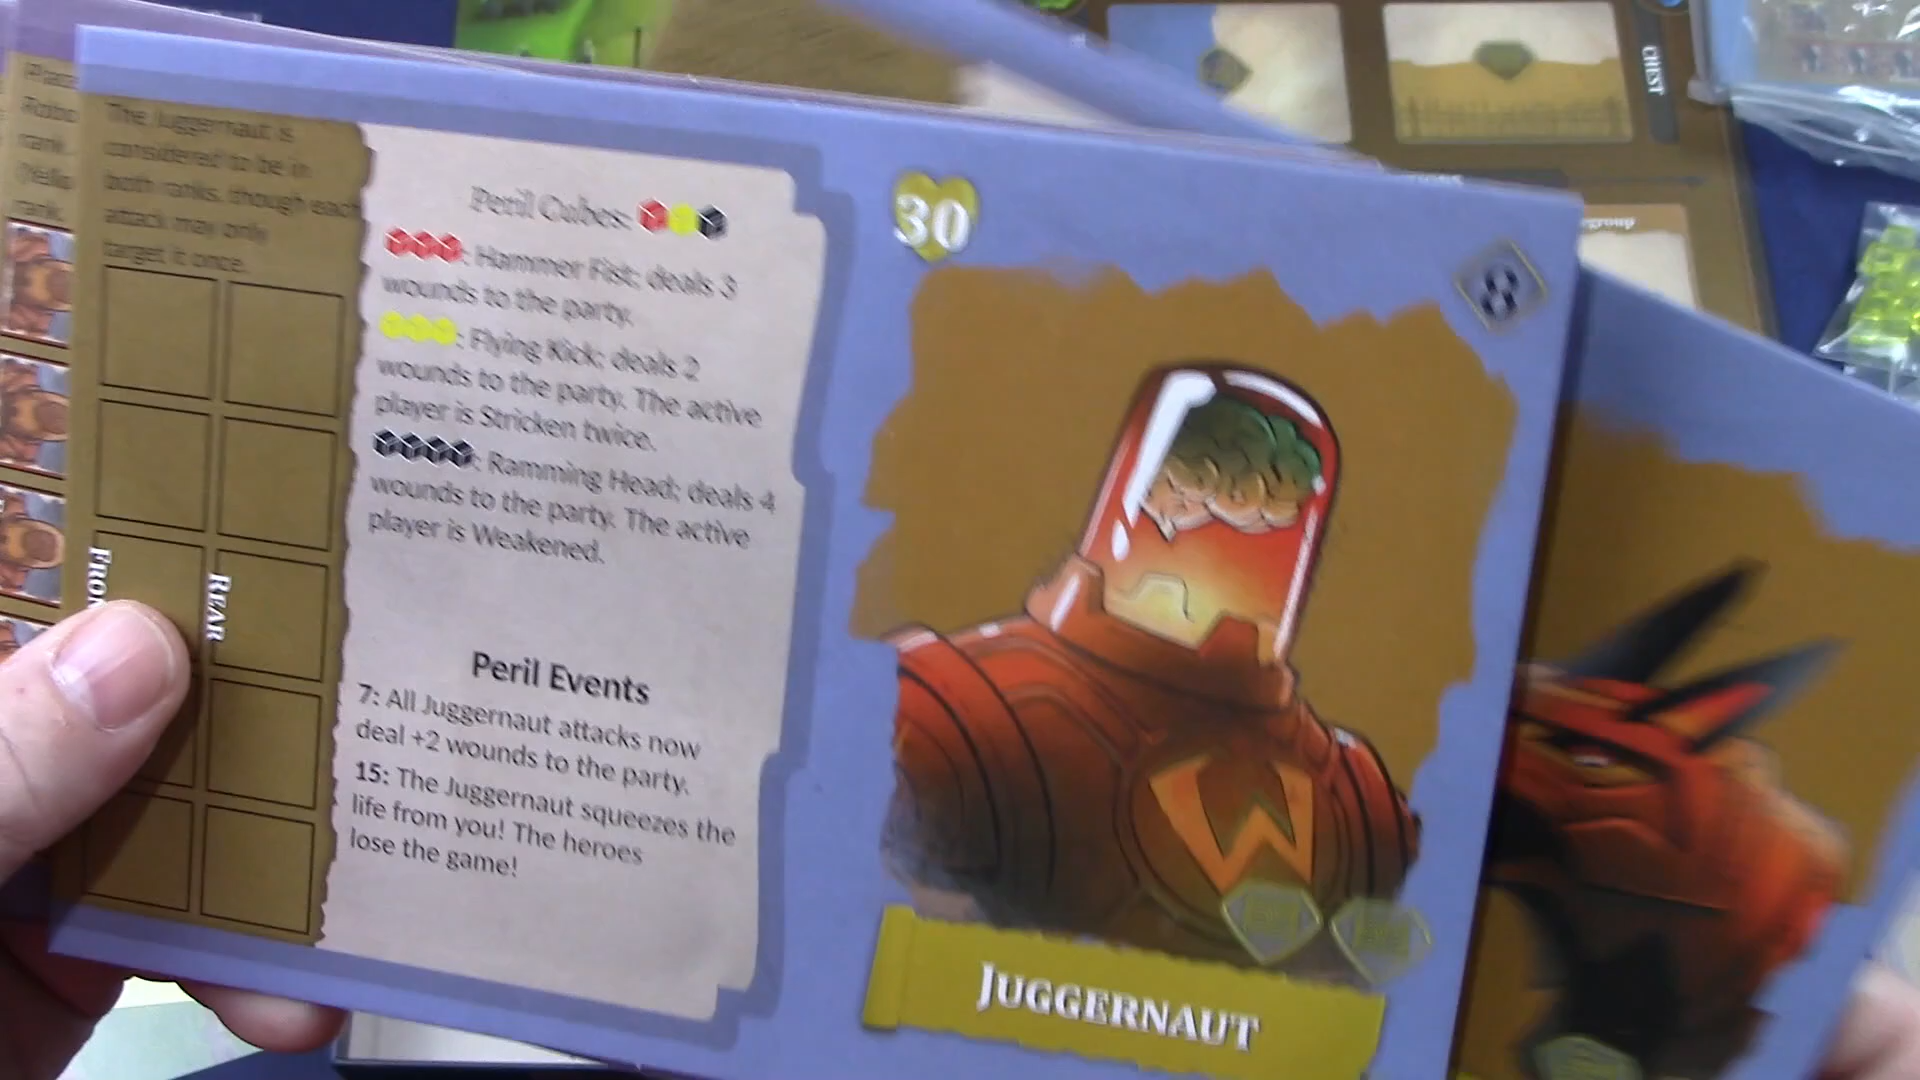 The Juggernaut is
considered to be in
both ranks, though each
attack may only
target it once.
FRON
REAR
Peril Cubes:
: Hammer Fist; deals 3
wounds to the party.
: Flying Kick; deals 2
wounds to the party. The active
player is Stricken twice.
: Ramming Head; deals 4
wounds to the party. The active
player is Weakened.
Peril Events
7: All Juggernaut attacks now
deal +2 wounds to the party.
15: The Juggernaut squeezes the
life from you! The heroes
lose the game!
30
8
W
JUGGERNAUT
CHEST
rank.
rank.